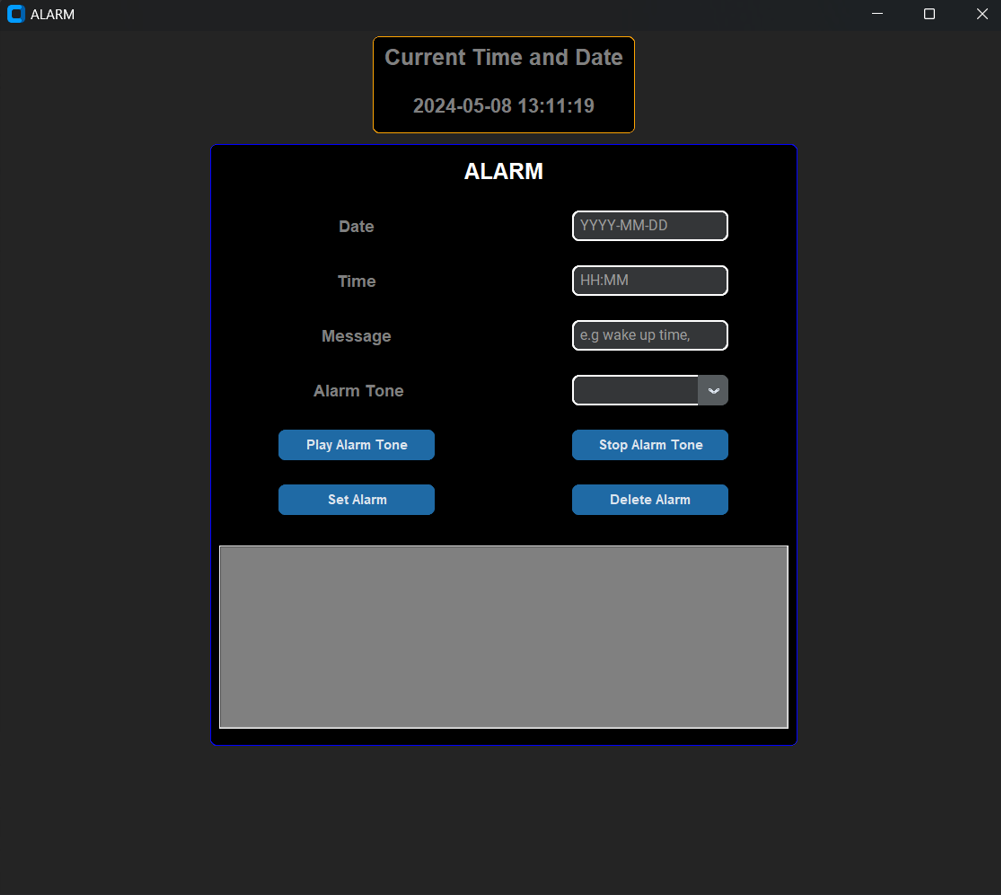 ALARM
Current Time and Date
2024-05-08 13:11:19
ALARM
Date YYYY-MM-DD
Time HH:MM
Message e.g wake up time,
Alarm Tone
Play Alarm Tone Stop Alarm Tone
Set Alarm Delete Alarm